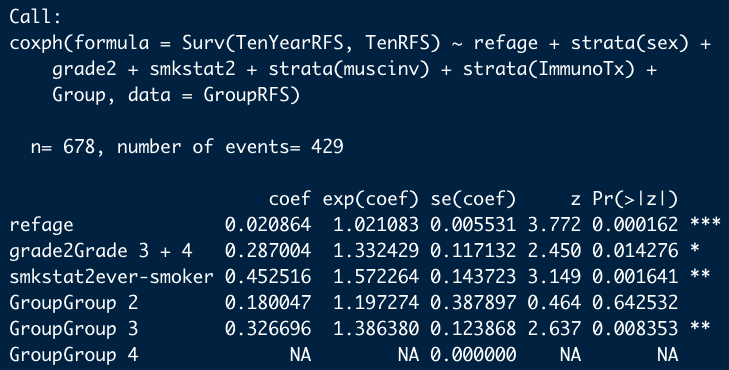 Call:
coxph(formula = Surv(TenYearRFS, TenRFS) ~ refage + strata(sex) +
    grade2 + smkstat2 + strata(muscinv) + strata(ImmunoTx) +
    Group, data = GroupRFS)

  n= 678, number of events= 429

                        coef exp(coef) se(coef)     z Pr(>|z|)
refage              0.020864  1.021083 0.005531 3.772 0.000162 ***
grade2Grade 3 + 4   0.287004  1.332429 0.117132 2.450 0.014276 *
smkstat2ever-smoker 0.452516  1.572264 0.143723 3.149 0.001641 **
GroupGroup 2        0.180047  1.197274 0.387897 0.464 0.642532
GroupGroup 3        0.326696  1.386380 0.123868 2.637 0.008353 **
GroupGroup 4              NA        NA 0.000000    NA       NA